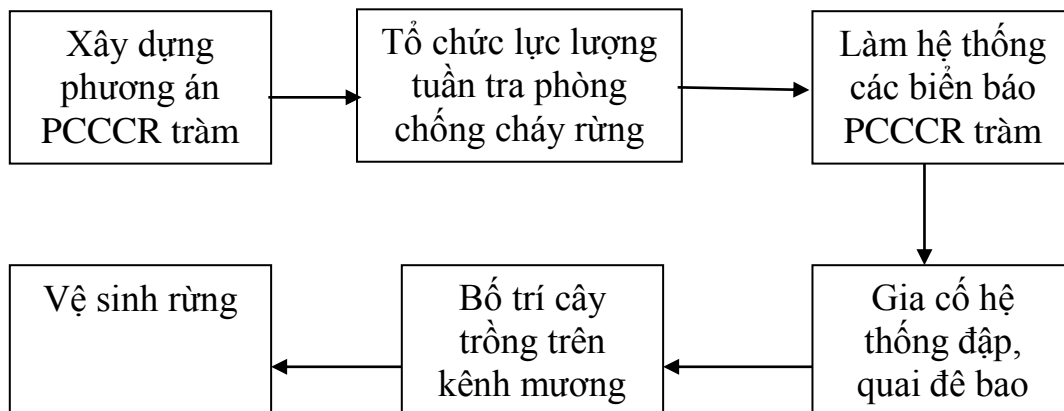 Xây dựng
phương án
PCCCR tràm
Tổ chức lực lượng
tuần tra phòng
chống cháy rừng
Làm hệ thống
các biển báo
PCCCR tràm
Gia cố hệ
thống đập,
quai đê bao
Bố trí cây
trồng trên
kênh mương
Vệ sinh rừng